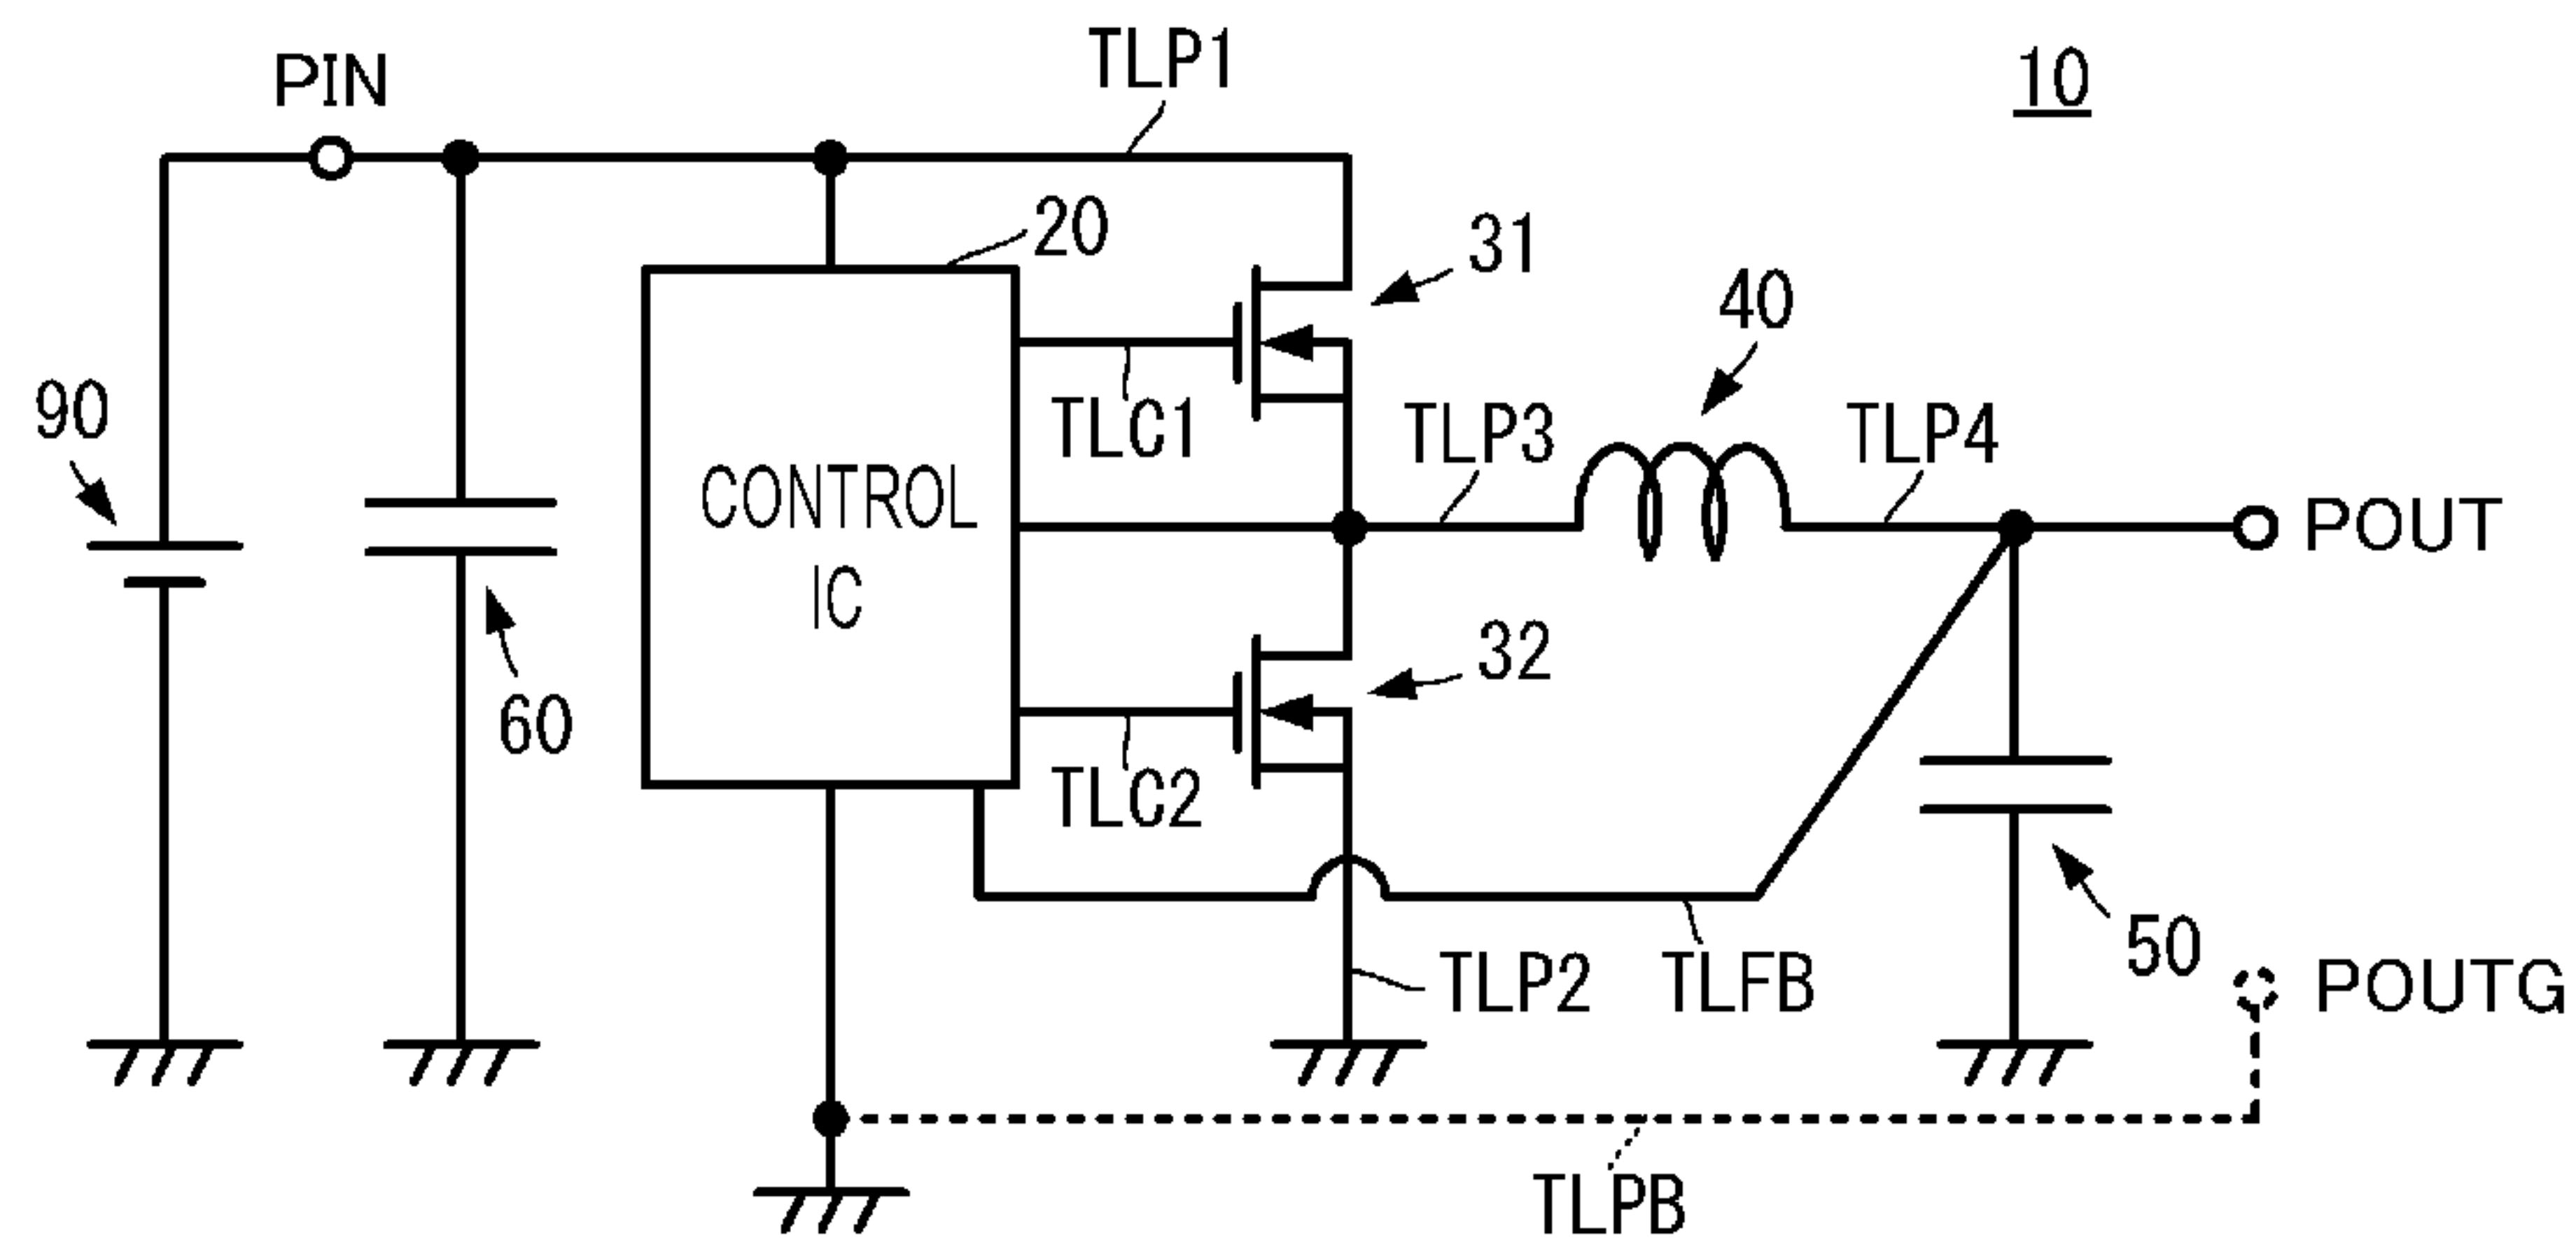 TLP1
10
PIN
20
31
40
90
TLC1
TLP3
TLP4
CONTROL
IC
POUT
32
60
TLC2
50
TLP2
TLFB
POUTG
TLPB